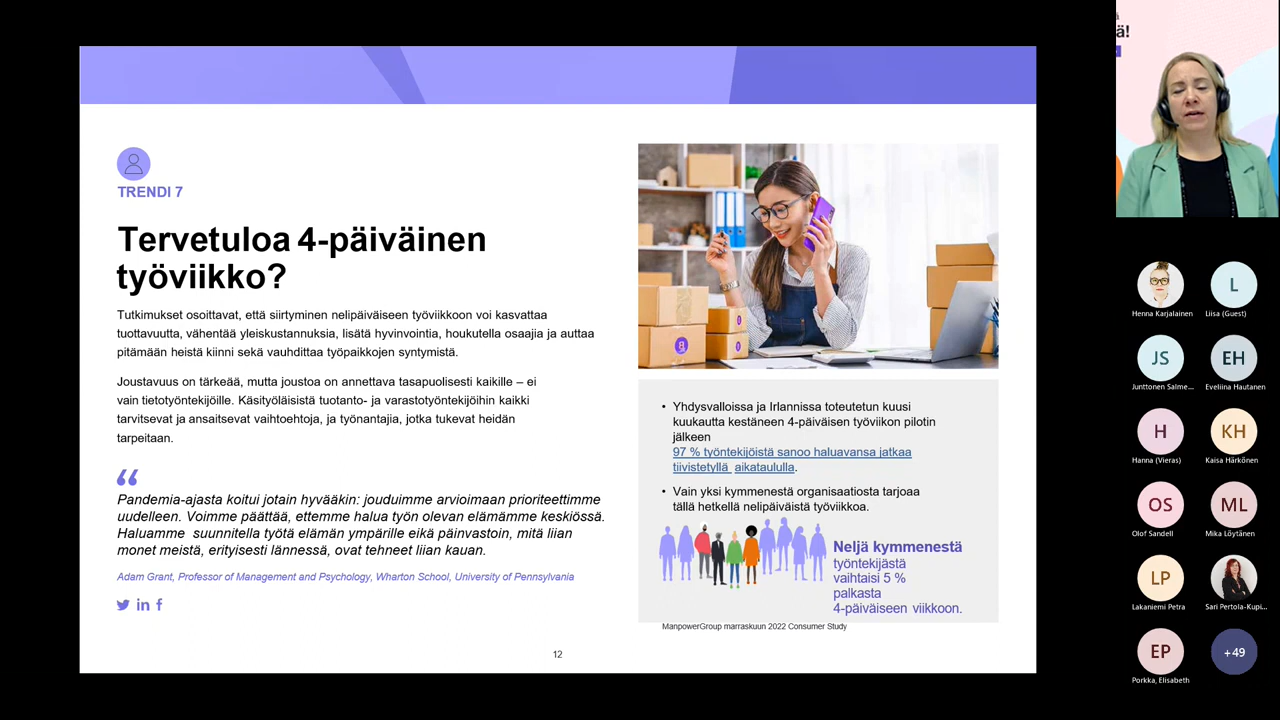 TRENDI 7
Tervetuloa 4-päiväinen
työviikko?
Tutkimukset osoittavat, että siirtyminen nelipäiväiseen työviikkoon voi kasvattaa
tuottavuutta, vähentää yleiskustannuksia, lisätä hyvinvointia, houkutella osaajia ja auttaa
pitämään heistä kiinni sekä vauhdittaa työpaikkojen syntymistä.
Joustavuus on tärkeää, mutta joustoa on annettava tasapuolisesti kaikille – ei
vain tietotyöntekijöille. Käsityöläisistä tuotanto- ja varastotyöntekijöihin kaikki
tarvitsevat ja ansaitsevat vaihtoehtoja, ja työnantajia, jotka tukevat heidän
tarpeitaan.
“
Pandemia-ajasta koitui jotain hyvääkin: jouduimme arvioimaan prioriteettimme
uudelleen. Voimme päättää, ettemme halua työn olevan elämämme keskiössä.
Haluamme suunnitella työtä elämän ympärille eikä päinvastoin, mitä liian
monet meistä, erityisesti lännessä, ovat tehneet liian kauan.
Adam Grant, Professor of Management and Psychology, Wharton School, University of Pennsylvania
in f
• Yhdysvalloissa ja Irlannissa toteutetun kuusi
kuukautta kestäneen 4-päiväisen työviikon pilotin
jälkeen
97 % työntekijöistä sanoo haluavansa jatkaa
tiivistetyllä aikataululla.
• Vain yksi kymmenestä organisaatiosta tarjoaa
tällä hetkellä nelipäiväistä työviikkoa.
Neljä kymmenestä
työntekijästä
vaihtaisi 5 %
palkasta
4-päiväiseen viikkoon.
ManpowerGroup marraskuun 2022 Consumer Study
12
ä!
Henna Karjalainen
L
Liisa (Guest)
JS
Junttonen Salme...
EH
Eveliina Hautanen
H
Hanna (Vieras)
KH
Kaisa Härkönen
OS
Olof Sandell
ML
Mika Löytänen
LP
Lakaniemi Petra
Sari Pertola-Kupi...
EP
Porkka, Elisabeth
+49